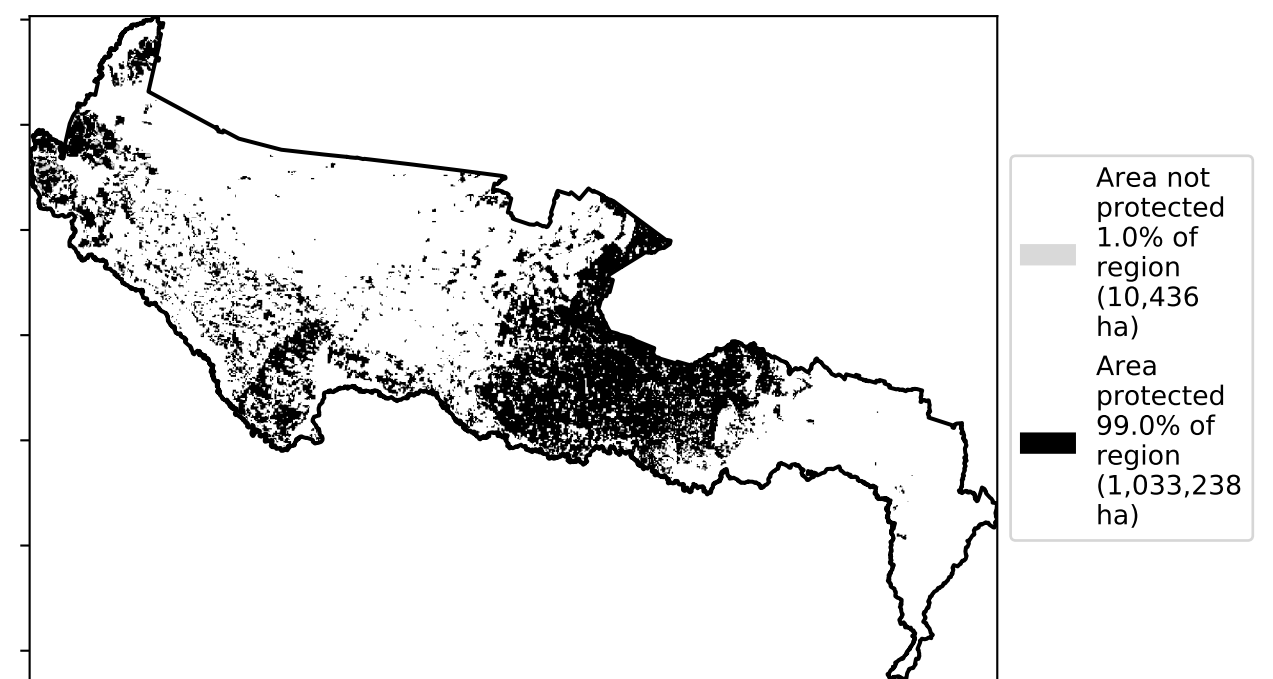 Area not
protected
1.0% of
region
(10,436
ha)
Area
protected
99.0% of
region
(1,033,238
ha)